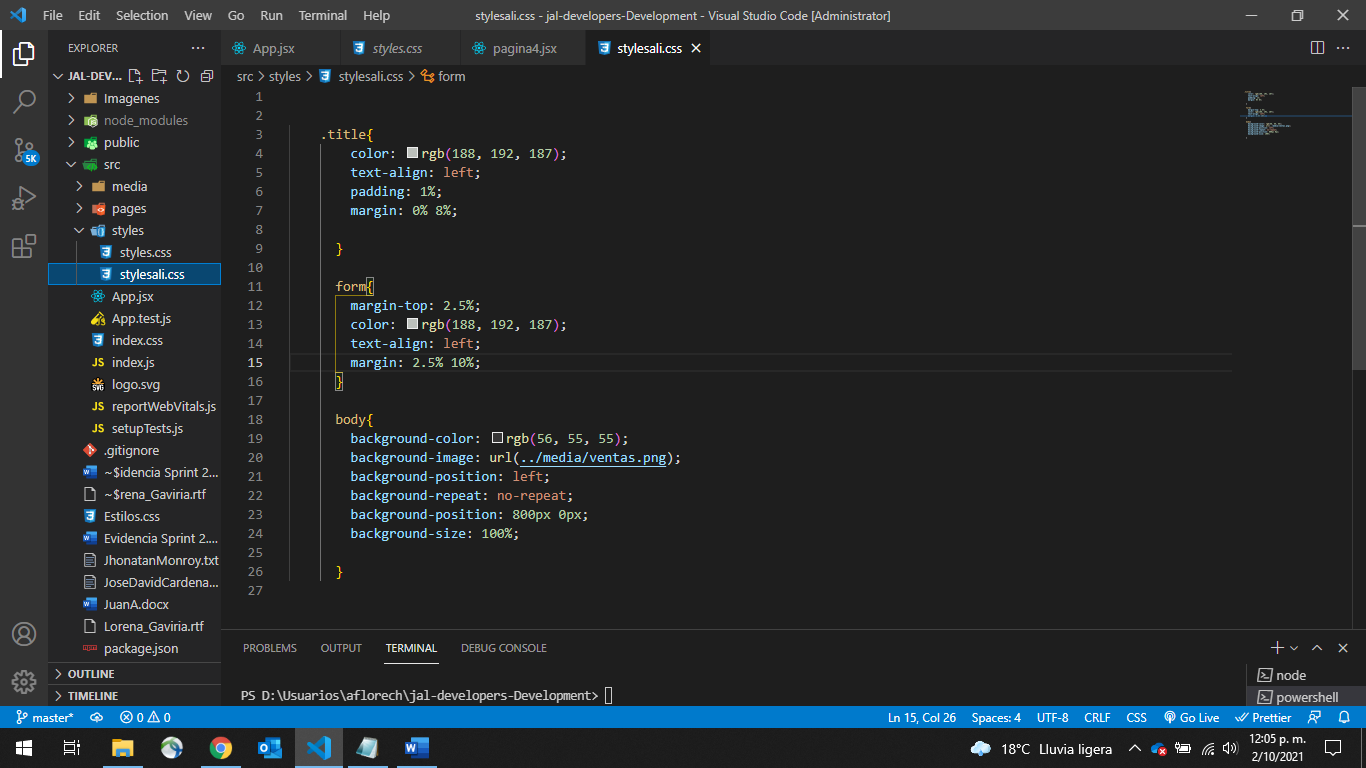 File Edit Selection View Go Run Terminal Help stylesali.css - jal-developers-Development - Visual Studio Code [Administrator]
EXPLORER
App.jsx styles.css pagina4.jsx stylesali.css
JAL-DEV...
src > styles > stylesali.css > form
Imagenes
node_modules
public
src
media
pages
styles
styles.css
stylesali.css
App.jsx
App.test.js
index.css
JS index.js
SVG logo.svg
JS reportWebVitals.js
JS setupTests.js
.gitignore
~$idencia Sprint 2...
~$rena_Gaviria.rtf
Estilos.css
Evidencia Sprint 2....
JhonatanMonroy.txt
JoseDavidCardena...
JuanA.docx
Lorena_Gaviria.rtf
package.json
OUTLINE
TIMELINE
5K
1
2
3 .title{
4 color: rgb(188, 192, 187);
5 text-align: left;
6 padding: 1%;
7 margin: 0% 8%;
8
9 }
10
11 form{
12 margin-top: 2.5%;
13 color: rgb(188, 192, 187);
14 text-align: left;
15 margin: 2.5% 10%;
16 }
17
18 body{
19 background-color: rgb(56, 55, 55);
20 background-image: url(../media/ventas.png);
21 background-position: left;
22 background-repeat: no-repeat;
23 background-position: 800px 0px;
24 background-size: 100%;
25
26 }
27
PROBLEMS OUTPUT TERMINAL DEBUG CONSOLE
PS D:\Usuarios\aflorech\jal-developers-Development>
node
powershell
master* 0 0 Ln 15, Col 26 Spaces: 4 UTF-8 CRLF CSS Go Live Prettier
18°C Lluvia ligera 12:05 p. m.
2/10/2021